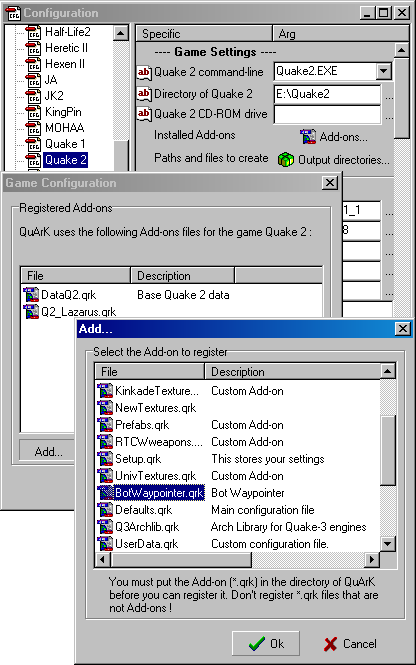 Configuration
Half-Life2
Heretic II
Hexen II
JA
JK2
KingPin
MOHAA
Quake 1
Quake 2
Specific Arg
---- Game Settings ----
Quake 2 command-line Quake2.EXE
Directory of Quake 2 E:\Quake2 ...
Quake 2 CD-ROM drive ...
Installed Add-ons Add-ons...
Paths and files to create Output directories...
1_1 ...
8
Game Configuration
Registered Add-ons
QuArK uses the following Add-ons files for the game Quake 2 :
File Description
DataQ2.qrk Base Quake 2 data
Q2_Lazarus.qrk
Add...
Add...
Select the Add-on to register
File Description
KinkadeTexture... Custom Add-on
NewTextures.qrk
Prefabs.qrk Custom Add-on
RTCWweapons.... Custom Add-on
Setup.qrk This stores your settings
UnivTextures.qrk Custom Add-on
BotWaypointer.qrk Bot Waypointer
Defaults.qrk Main configuration file
Q3Archlib.qrk Arch Library for Quake-3 engines
UserData.qrk Custom configuration file.
You must put the Add-on (*.qrk) in the directory of QuArK
before you can register it. Don't register *.qrk files that are
not Add-ons !
Ok Cancel